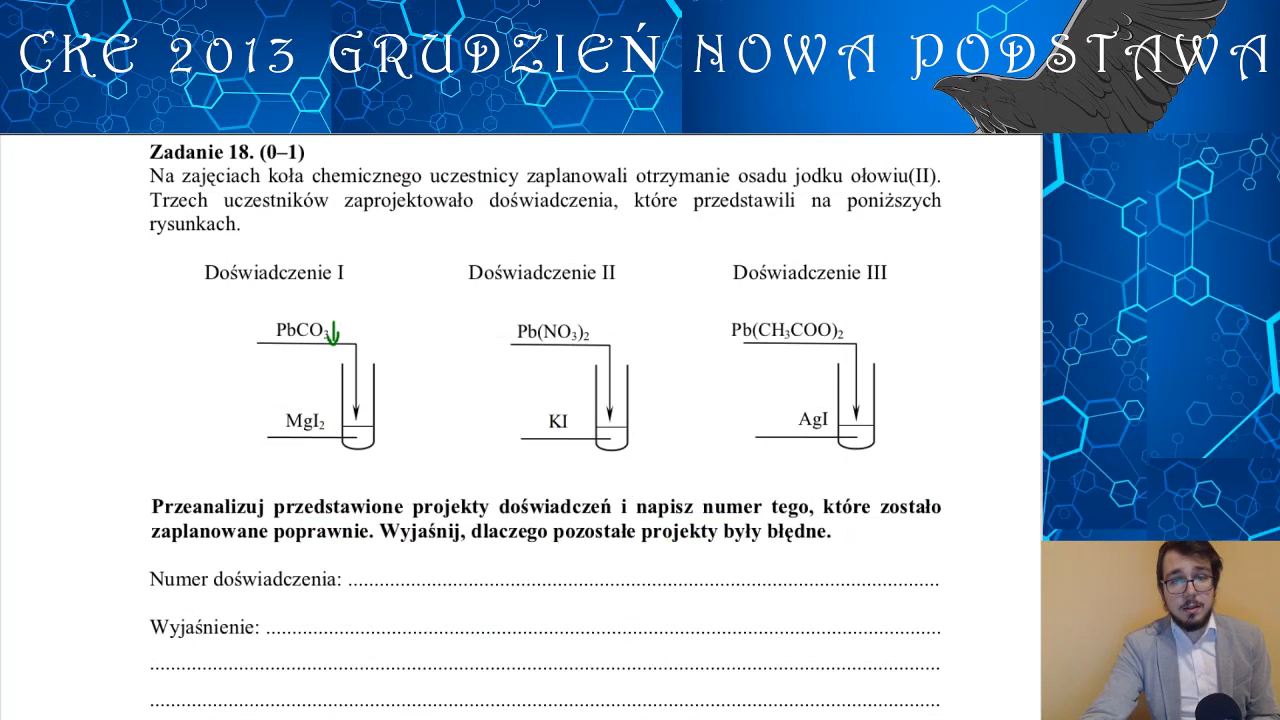 CKE 2013 GRUDZIEŃ NOWA PODSTAWA
Zadanie 18. (0–1)
Na zajęciach koła chemicznego uczestnicy zaplanowali otrzymanie osadu jodku ołowiu(II).
Trzech uczestników zaprojektowało doświadczenia, które przedstawili na poniższych
rysunkach.
Doświadczenie I Doświadczenie II Doświadczenie III
PbCO₃ Pb(NO₃)₂ Pb(CH₃COO)₂
MgI₂ KI AgI
Przeanalizuj przedstawione projekty doświadczeń i napisz numer tego, które zostało
zaplanowane poprawnie. Wyjaśnij, dlaczego pozostałe projekty były błędne.
Numer doświadczenia: ................................................................................
Wyjaśnienie: ................................................................................
................................................................................
................................................................................